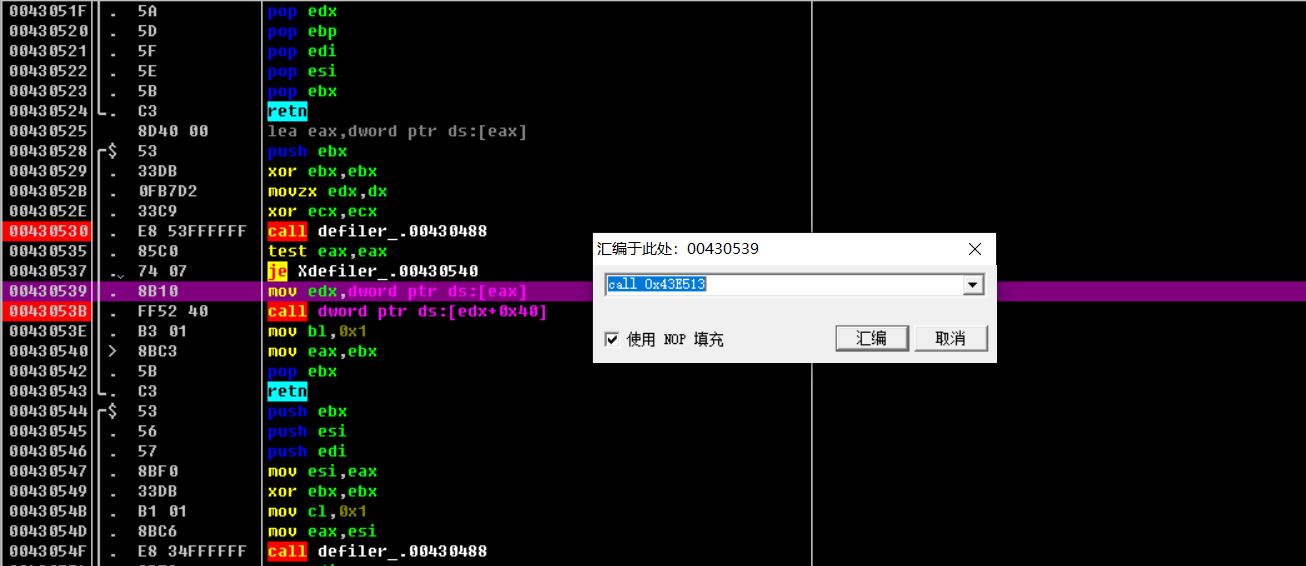 0043051F . 5A pop edx
00430520 . 5D pop ebp
00430521 . 5F pop edi
00430522 . 5E pop esi
00430523 . 5B pop ebx
00430524 . C3 retn
00430525 8D40 00 lea eax,dword ptr ds:[eax]
00430528 $ 53 push ebx
00430529 . 33DB xor ebx,ebx
0043052B . 0FB7D2 movzx edx,dx
0043052E . 33C9 xor ecx,ecx
00430530 . E8 53FFFFFF call defiler_.00430488
00430535 . 85C0 test eax,eax
00430537 . 74 07 je Xdefiler_.00430540
00430539 . 8B10 mov edx,dword ptr ds:[eax]
0043053B . FF52 40 call dword ptr ds:[edx+0x40]
0043053E . B3 01 mov bl,0x1
00430540 > 8BC3 mov eax,ebx
00430542 . 5B pop ebx
00430543 . C3 retn
00430544 $ 53 push ebx
00430545 . 56 push esi
00430546 . 57 push edi
00430547 . 8BF0 mov esi,eax
00430549 . 33DB xor ebx,ebx
0043054B . B1 01 mov cl,0x1
0043054D . 8BC6 mov eax,esi
0043054F . E8 34FFFFFF call defiler_.00430488
汇编于此处: 00430539
call 0x43E513
使用 NOP 填充
汇编 取消